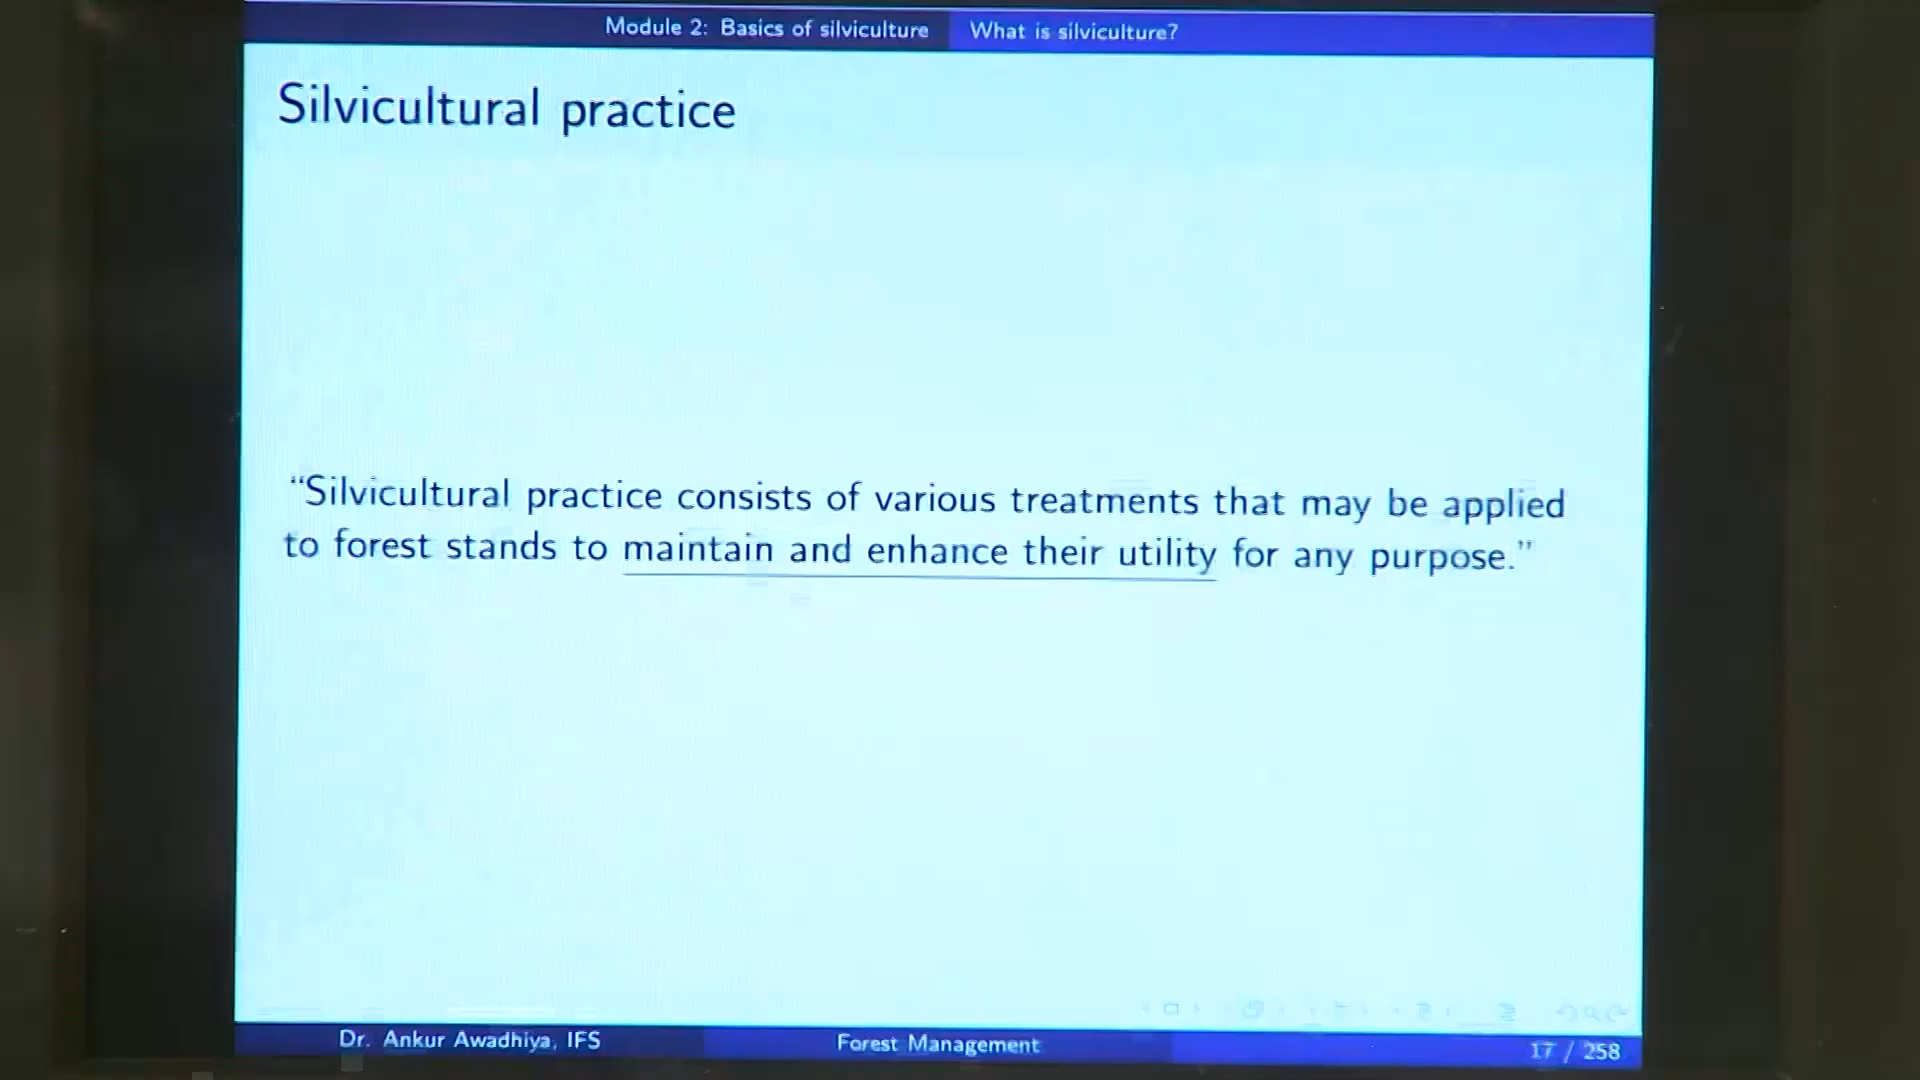 Module 2: Basics of silviculture What is silviculture?
Silvicultural practice
“Silvicultural practice consists of various treatments that may be applied
to forest stands to maintain and enhance their utility for any purpose.”
Dr. Ankur Awadhiya, IFS Forest Management 17 / 258